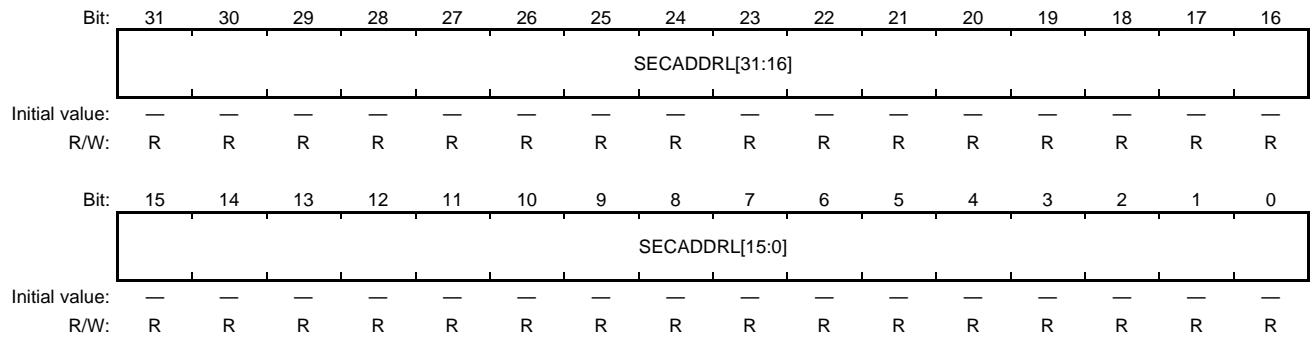 Bit: 31 30 29 28 27 26 25 24 23 22 21 20 19 18 17 16
SECADDRL[31:16]
Initial value: — — — — — — — — — — — — — — — —
R/W: R R R R R R R R R R R R R R R R
Bit: 15 14 13 12 11 10 9 8 7 6 5 4 3 2 1 0
SECADDRL[15:0]
Initial value: — — — — — — — — — — — — — — — —
R/W: R R R R R R R R R R R R R R R R